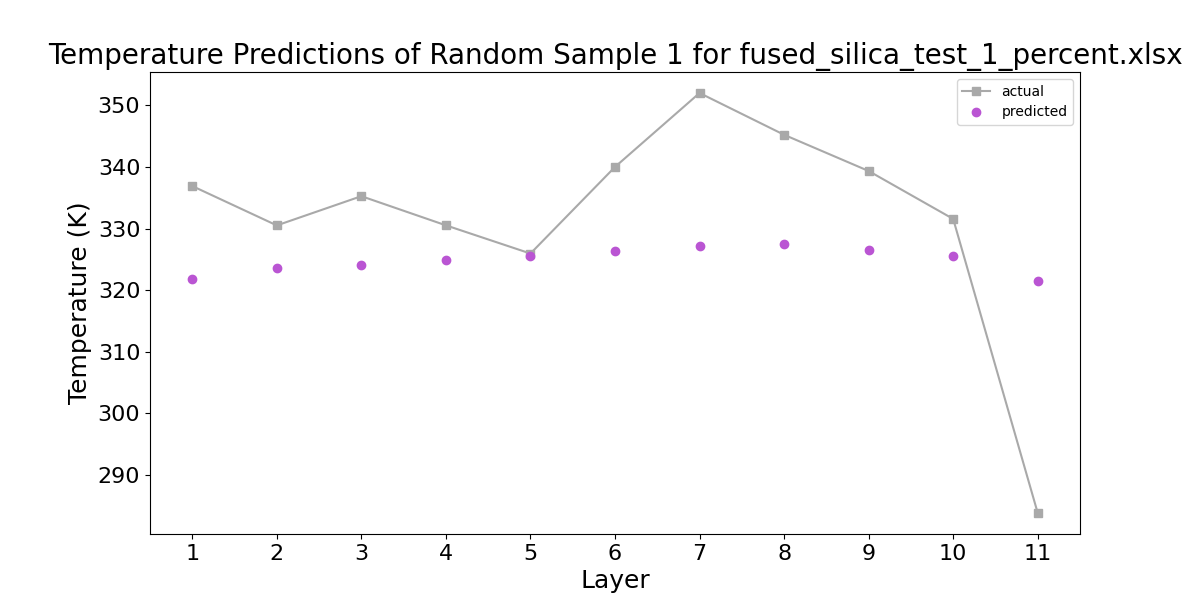 Temperature Predictions of Random Sample 1 for fused_silica_test_1_percent.xlsx
actual
predicted
350
340
330
320
310
300
290
Temperature (K)
1 2 3 4 5 6 7 8 9 10 11
Layer